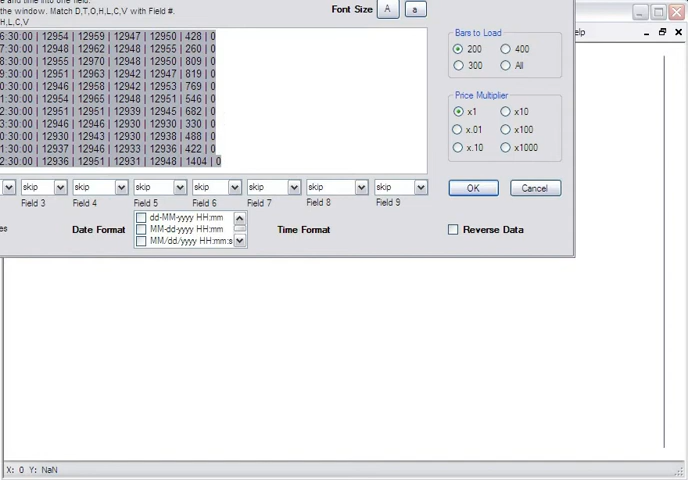 e and time into one field.
the window. Match D,T,O,H,L,C,V with Field #.
H,L,C,V
Font Size A a
6:30:00 | 12954 | 12959 | 12947 | 12950 | 428 | 0
7:30:00 | 12948 | 12962 | 12948 | 12955 | 260 | 0
8:30:00 | 12955 | 12970 | 12948 | 12950 | 809 | 0
9:30:00 | 12951 | 12963 | 12942 | 12947 | 519 | 0
0:30:00 | 12946 | 12958 | 12942 | 12953 | 769 | 0
1:30:00 | 12954 | 12965 | 12948 | 12951 | 546 | 0
2:30:00 | 12951 | 12951 | 12939 | 12945 | 682 | 0
3:30:00 | 12946 | 12946 | 12930 | 12930 | 330 | 0
0:30:00 | 12930 | 12943 | 12930 | 12938 | 488 | 0
1:30:00 | 12937 | 12946 | 12931 | 12936 | 422 | 0
2:30:00 | 12936 | 12951 | 12931 | 12948 | 1404 | 0
Bars to Load
200 400
300 All
Price Multiplier
x1 x10
x.01 x100
x.10 x1000
elp
skip skip skip skip skip skip skip
Field 3 Field 4 Field 5 Field 6 Field 7 Field 8 Field 9
OK Cancel
es
Date Format
dd-MM-yyyy HH:mm
MM-dd-yyyy HH:mm
MM/dd/yyyy HH:mm:s
Time Format
Reverse Data
X: 0 Y: NaN